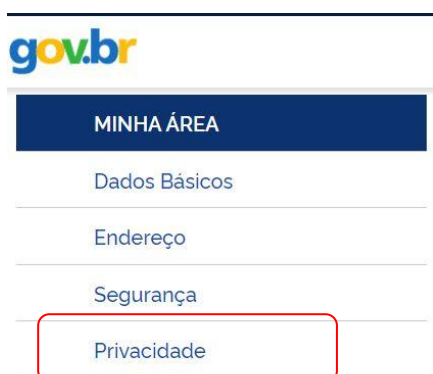 gov.br
MINHA ÁREA
Dados Básicos
Endereço
Segurança
Privacidade